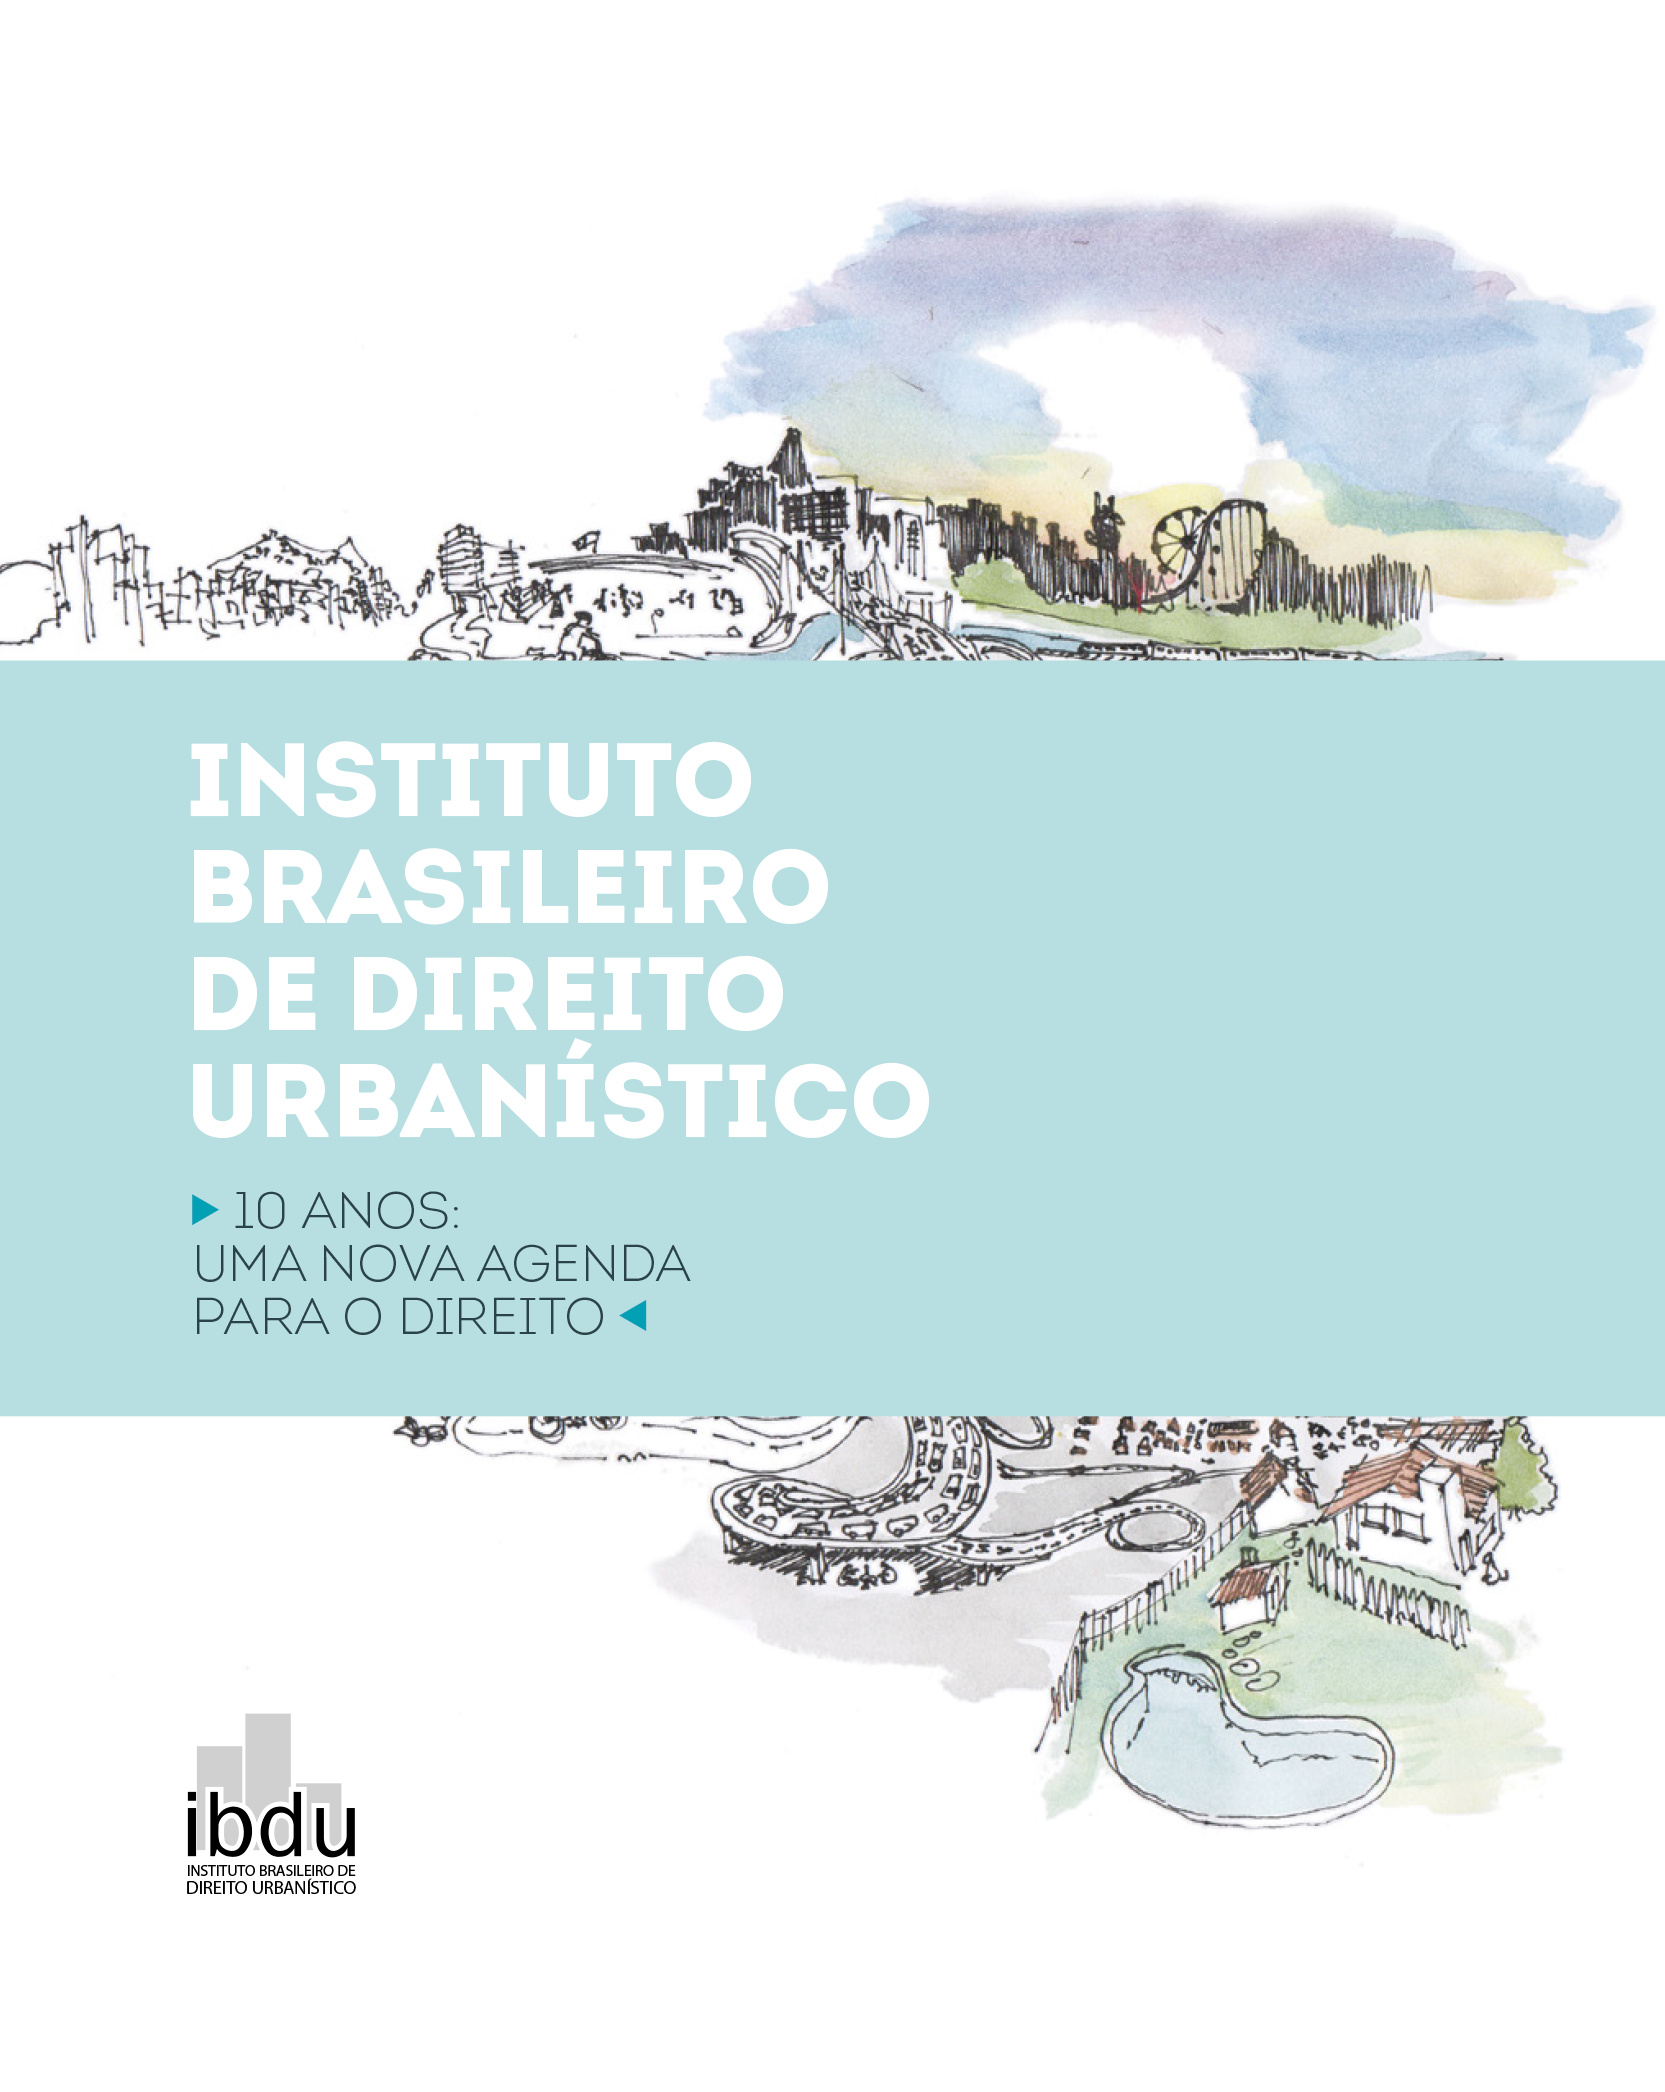 INSTITUTO
BRASILEIRO
DE DIREITO
URBANÍSTICO
10 ANOS:
UMA NOVA AGENDA
PARA O DIREITO
ibdu
INSTITUTO BRASILEIRO DE
DIREITO URBANÍSTICO